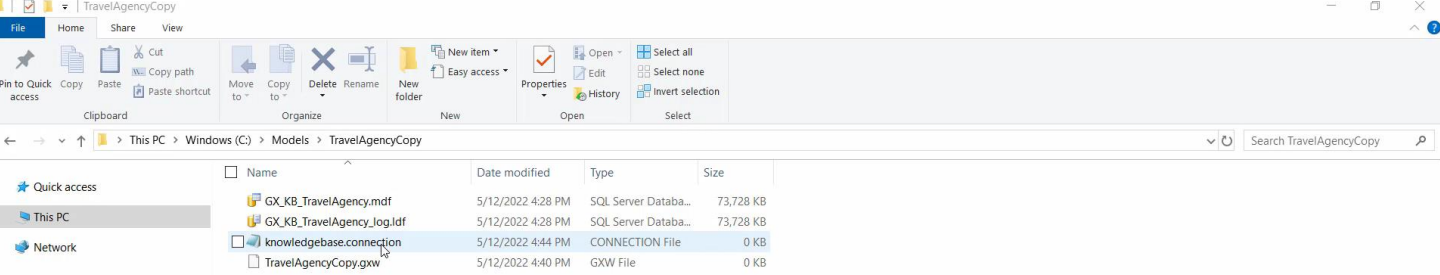 TravelAgencyCopy
File Home Share View
Pin to Quick access
Copy
Paste
Cut
Copy path
Paste shortcut
Clipboard
Move to
Copy to
Delete
Rename
Organize
New folder
New item
Easy access
New
Properties
Open
Edit
History
Open
Select all
Select none
Invert selection
Select
This PC > Windows (C:) > Models > TravelAgencyCopy
Search TravelAgencyCopy
Quick access
This PC
Network
Name Date modified Type Size
GX_KB_TravelAgency.mdf 5/12/2022 4:28 PM SQL Server Databa... 73,728 KB
GX_KB_TravelAgency_log.ldf 5/12/2022 4:28 PM SQL Server Databa... 73,728 KB
knowledgebase.connection 5/12/2022 4:44 PM CONNECTION File 0 KB
TravelAgencyCopy.gxw 5/12/2022 4:40 PM GXW File 0 KB